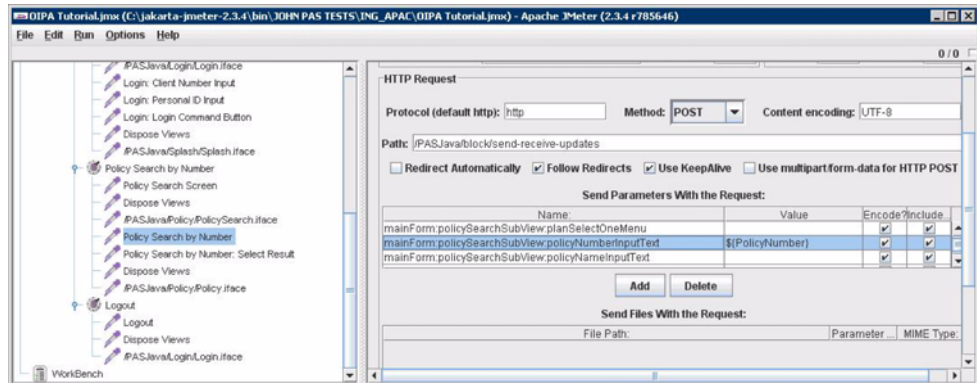 OIPA Tutorial.jmx (C:\jakarta-jmeter-2.3.4\bin\JOHN PAS TESTS\ING_APAC\OIPA Tutorial.jmx) - Apache JMeter (2.3.4 r785646)
File Edit Run Options Help
0 / 0
/PASJava/Login/Login.iface
Login: Client Number Input
Login: Personal ID Input
Login: Login Command Button
Dispose Views
/PASJava/Splash/Splash.iface
Policy Search by Number
Policy Search Screen
Dispose Views
/PASJava/Policy/PolicySearch.iface
Policy Search by Number
Policy Search by Number: Select Result
Dispose Views
/PASJava/Policy/Policy.iface
Logout
Logout
Dispose Views
/PASJava/Login/Login.iface
WorkBench
HTTP Request
Protocol (default http): http Method: POST Content encoding: UTF-8
Path: /PASJava/block/send-receive-updates
Redirect Automatically Follow Redirects Use KeepAlive Use multipart/form-data for HTTP POST
Send Parameters With the Request:
Name: Value Encode? Include...
mainForm:policySearchSubView:planSelectOneMenu
mainForm:policySearchSubView:policyNumberInputText ${PolicyNumber}
mainForm:policySearchSubView:policyNameInputText
Add Delete
Send Files With the Request:
File Path: Parameter ... MIME Type: